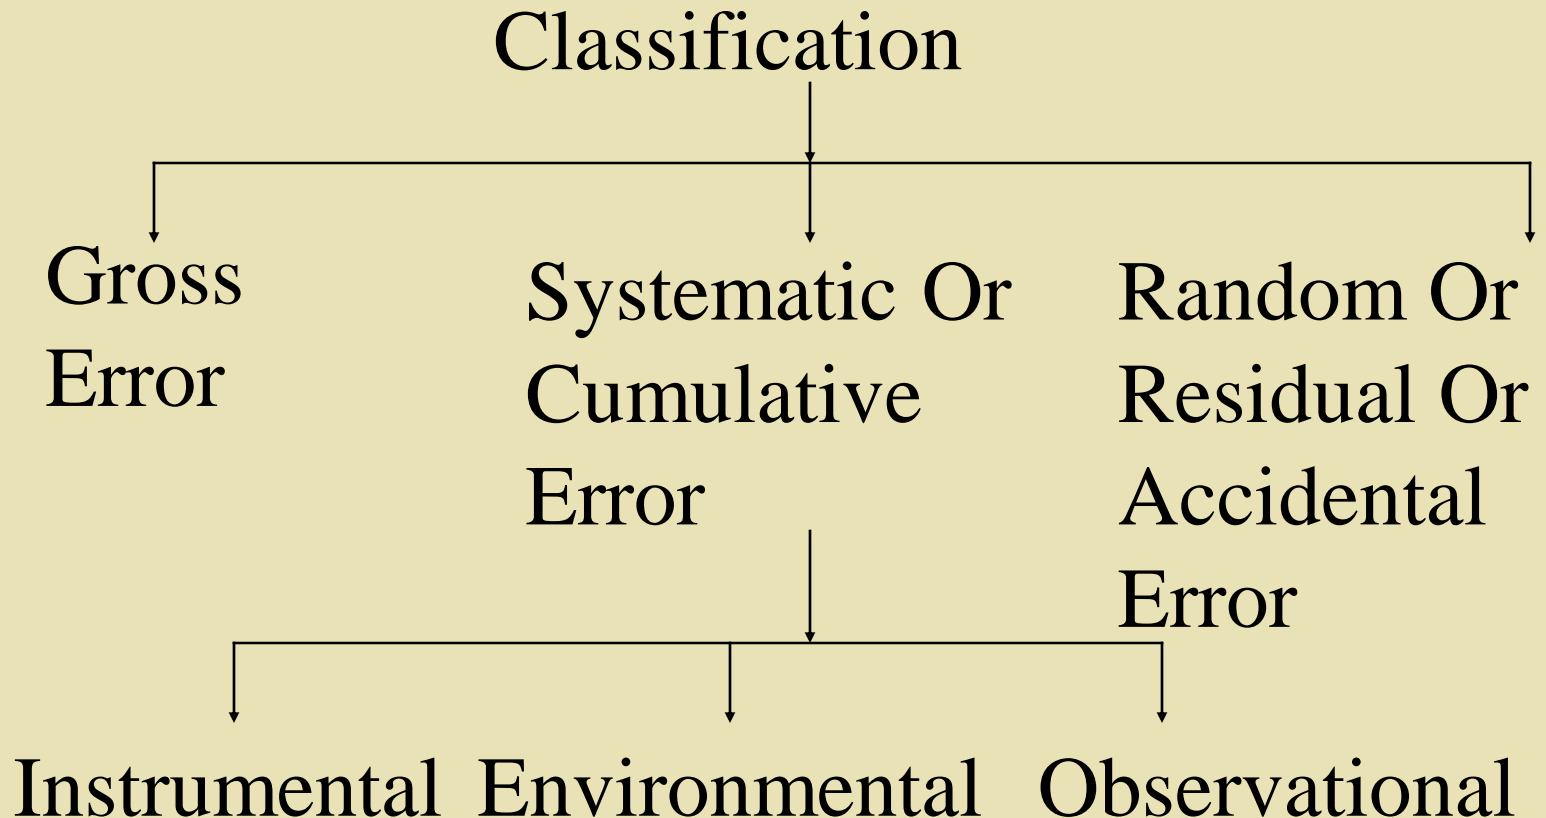 Classification
Gross
Error
Systematic Or
Cumulative
Error
Random Or
Residual Or
Accidental
Error
Instrumental Environmental Observational